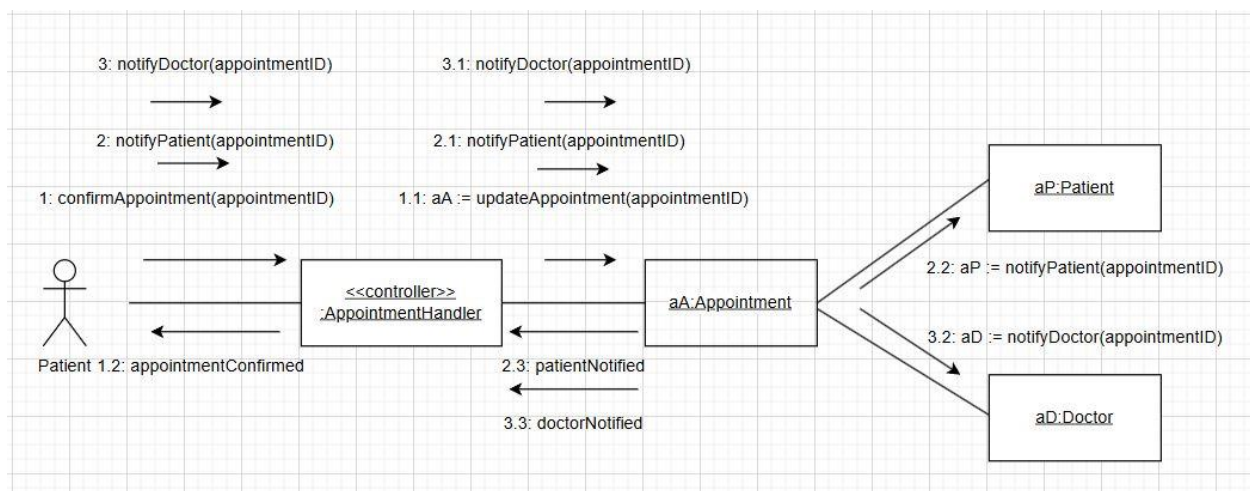 3: notifyDoctor(appointmentID)
3.1: notifyDoctor(appointmentID)
2: notifyPatient(appointmentID)
2.1: notifyPatient(appointmentID)
1: confirmAppointment(appointmentID)
1.1: aA := updateAppointment(appointmentID)
aP:Patient
2.2: aP := notifyPatient(appointmentID)
<<controller>>
:AppointmentHandler
aA:Appointment
3.2: aD := notifyDoctor(appointmentID)
Patient
1.2: appointmentConfirmed
2.3: patientNotified
3.3: doctorNotified
aD:Doctor